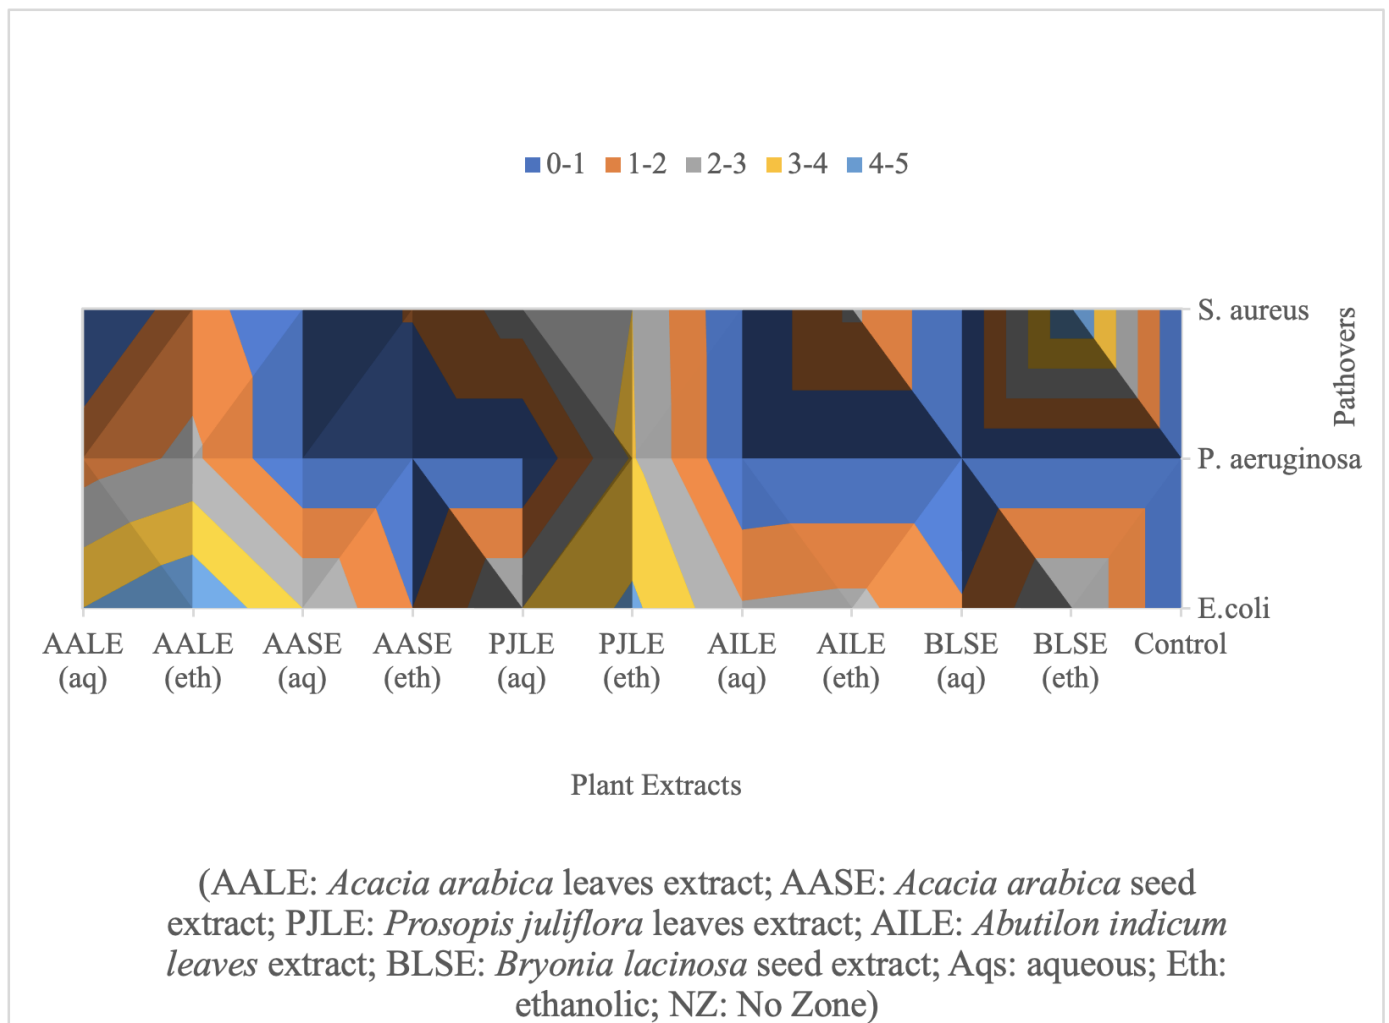 0-1 1-2 2-3 3-4 4-5
S. aureus
Pathovers
P. aeruginosa
E.coli
AALE (aq) AALE (eth) AASE (aq) AASE (eth) PJLE (aq) PJLE (eth) AILE (aq) AILE (eth) BLSE (aq) BLSE (eth) Control
Plant Extracts
(AALE: Acacia arabica leaves extract; AASE: Acacia arabica seed
extract; PJLE: Prosopis juliflora leaves extract; AILE: Abutilon indicum
leaves extract; BLSE: Bryonia lacinosa seed extract; Aqs: aqueous; Eth:
ethanolic; NZ: No Zone)